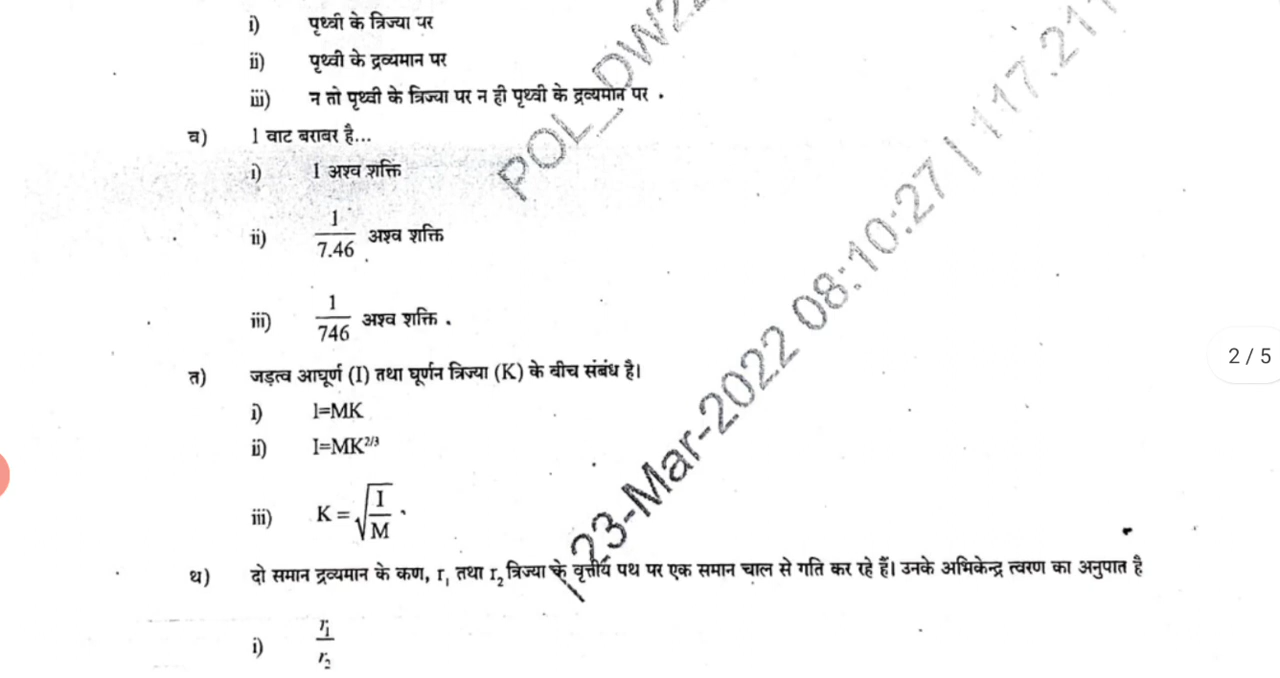 i) पृथ्वी के त्रिज्या पर
ii) पृथ्वी के द्रव्यमान पर
iii) न तो पृथ्वी के त्रिज्या पर न ही पृथ्वी के द्रव्यमान पर .
ब) 1 वाट बराबर है...
i) 1 अश्व शक्ति
ii) 1/7.46 अश्व शक्ति
iii) 1/746 अश्व शक्ति .
त) जड़त्व आघूर्ण (I) तथा घूर्णन त्रिज्या (K) के बीच संबंध है।
i) I=MK
ii) I=MK^2/3
iii) K = √(I/M) .
थ) दो समान द्रव्यमान के कण, r₁ तथा r₂ त्रिज्या के वृत्तीय पथ पर एक समान चाल से गति कर रहे हैं। उनके अभिकेन्द्र त्वरण का अनुपात है
i) r₁/r₂
2 / 5
POL_DW22
| 23-Mar-2022 08:10:27 | 117.211